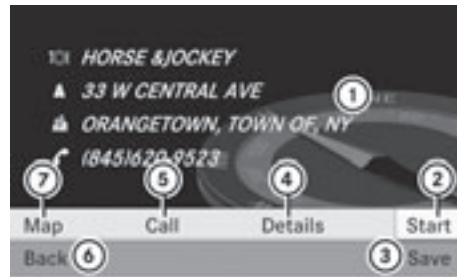 HORSE &JOCKEY
33 W CENTRAL AVE
1
ORANGETOWN, TOWN OF, NY
(845)620-9523
7 5 4 2
Map Call Details Start
Back 6 3 Save